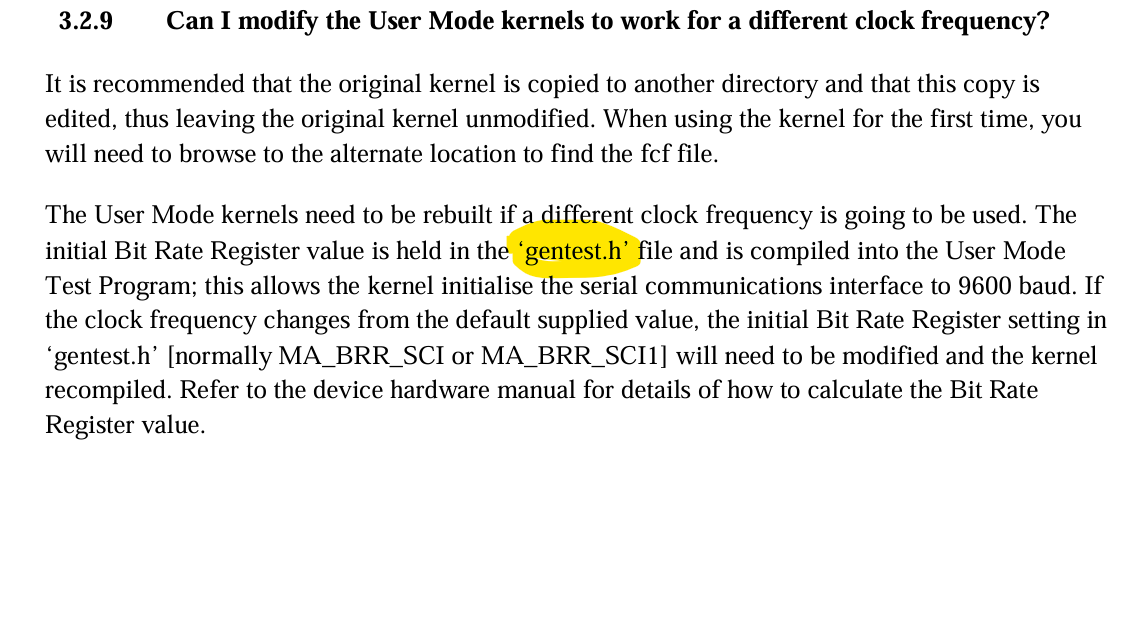 3.2.9 Can I modify the User Mode kernels to work for a different clock frequency?
It is recommended that the original kernel is copied to another directory and that this copy is
edited, thus leaving the original kernel unmodified. When using the kernel for the first time, you
will need to browse to the alternate location to find the fcf file.
The User Mode kernels need to be rebuilt if a different clock frequency is going to be used. The
initial Bit Rate Register value is held in the ‘gentest.h’ file and is compiled into the User Mode
Test Program; this allows the kernel initialise the serial communications interface to 9600 baud. If
the clock frequency changes from the default supplied value, the initial Bit Rate Register setting in
‘gentest.h’ [normally MA_BRR_SCI or MA_BRR_SCI1] will need to be modified and the kernel
recompiled. Refer to the device hardware manual for details of how to calculate the Bit Rate
Register value.